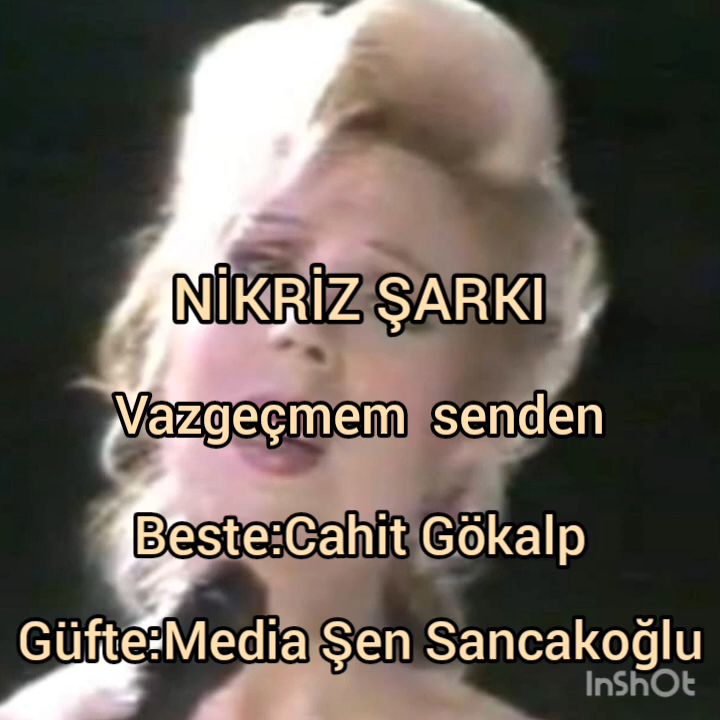 NİKRİZ ŞARKI
Vazgeçmem senden
Beste:Cahit Gökalp
Güfte:Media Şen Sancakoğlu
InShOt